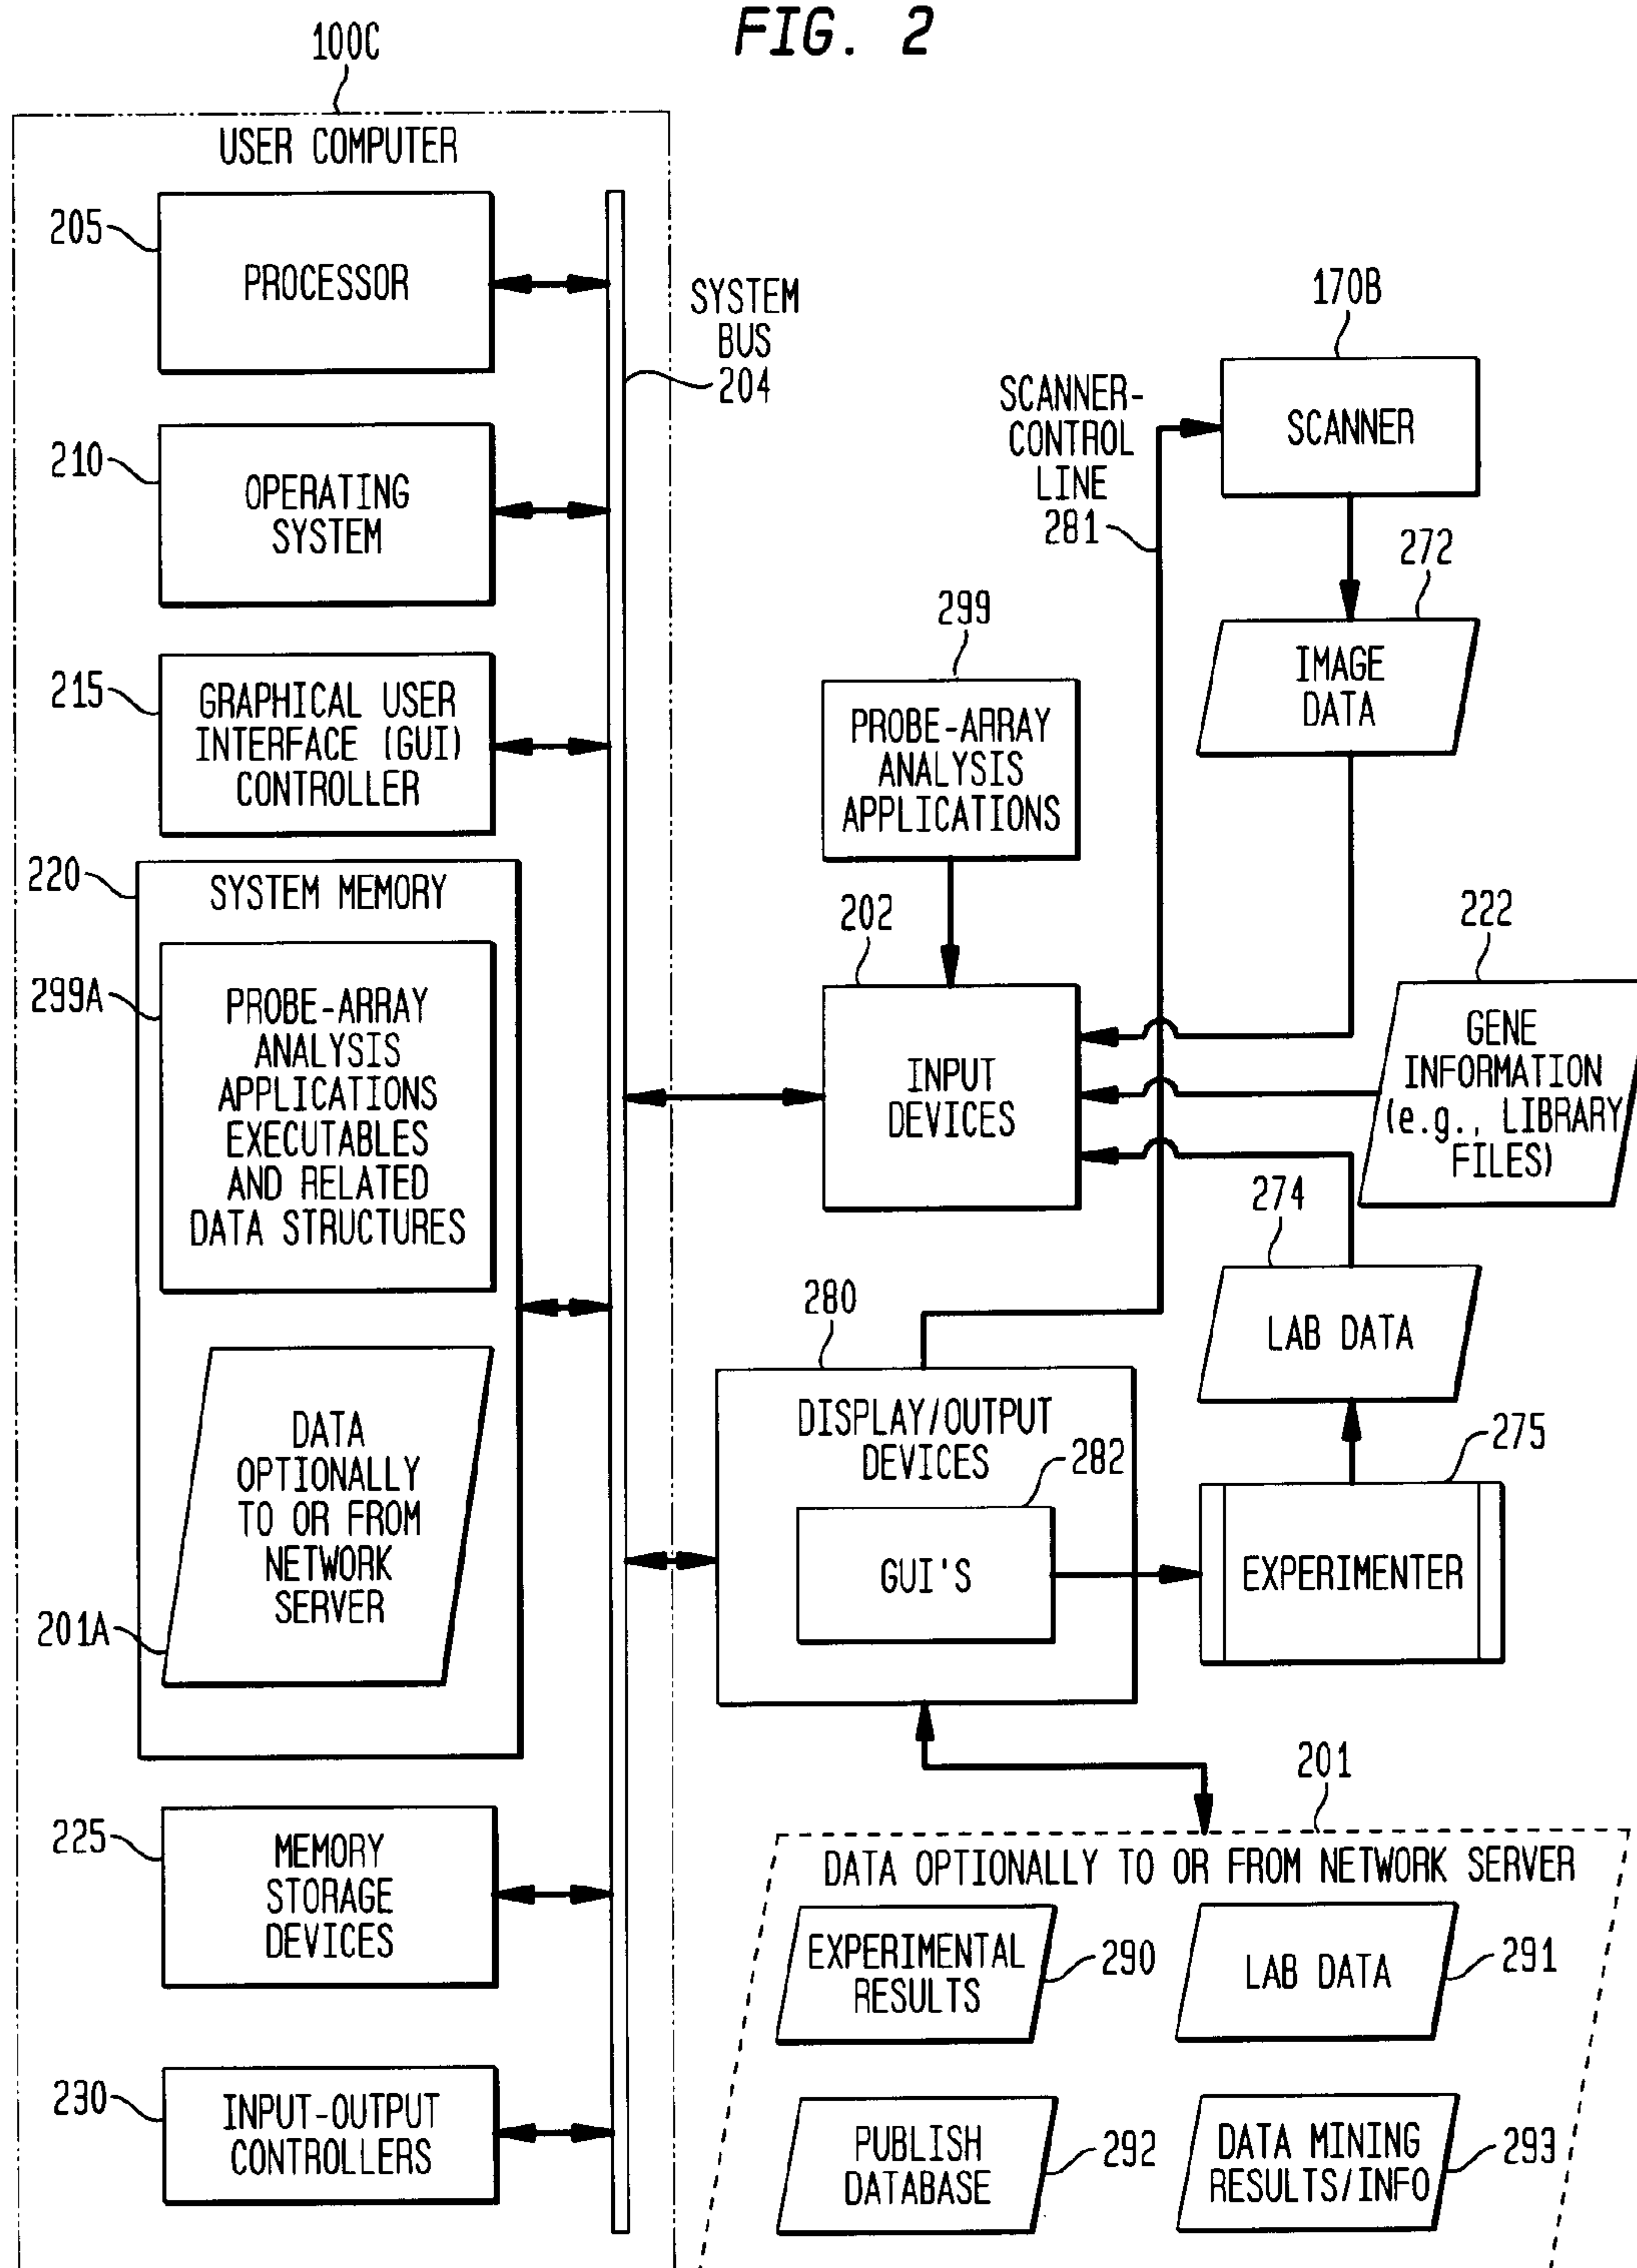 FIG. 2
100C
USER COMPUTER
205
PROCESSOR
SYSTEM
BUS
204
210
OPERATING
SYSTEM
215
GRAPHICAL USER
INTERFACE (GUI)
CONTROLLER
220
SYSTEM MEMORY
299A
PROBE-ARRAY
ANALYSIS
APPLICATIONS
EXECUTABLES
AND RELATED
DATA STRUCTURES
DATA
OPTIONALLY
TO OR FROM
NETWORK
SERVER
201A
225
MEMORY
STORAGE
DEVICES
230
INPUT-OUTPUT
CONTROLLERS
170B
SCANNER
SCANNER-
CONTROL
LINE
281
272
IMAGE
DATA
299
PROBE-ARRAY
ANALYSIS
APPLICATIONS
202
INPUT
DEVICES
222
GENE
INFORMATION
(e.g., LIBRARY
FILES)
274
LAB DATA
280
DISPLAY/OUTPUT
DEVICES
282
GUI'S
275
EXPERIMENTER
201
DATA OPTIONALLY TO OR FROM NETWORK SERVER
EXPERIMENTAL
RESULTS
290
LAB DATA
291
PUBLISH
DATABASE
292
DATA MINING
RESULTS/INFO
293